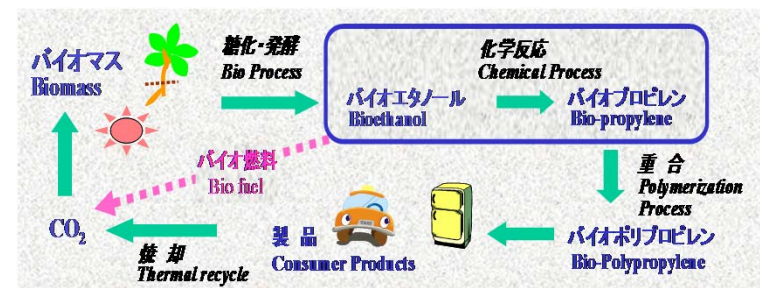 バイオマス
Biomass
糖化・発酵
Bio Process
バイオエタノール
Bioethanol
化学反応
Chemical Process
バイオプロピレン
Bio-propylene
バイオ燃料
Bio fuel
重合
Polymerization
Process
CO₂
焼却
Thermal recycle
製品
Consumer Products
バイオポリプロピレン
Bio-Polypropylene